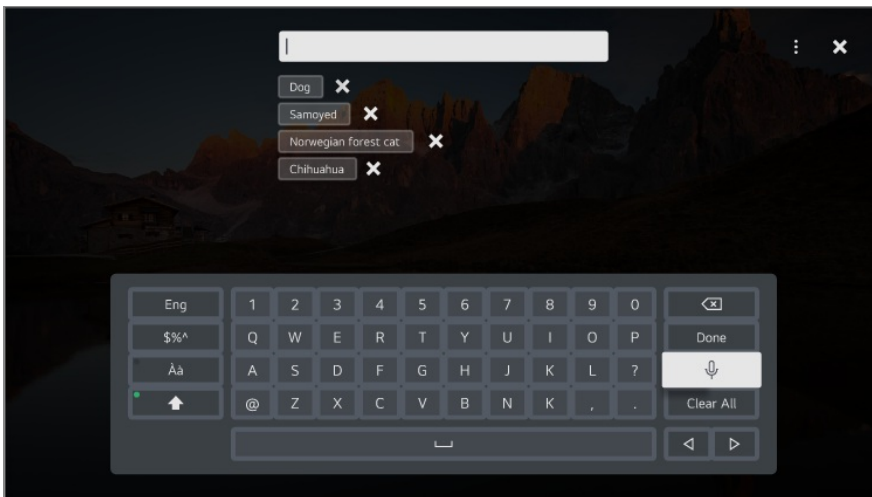 Dog
Samoyed
Norwegian forest cat
Chihuahua
Eng 1 2 3 4 5 6 7 8 9 0
$%^ Q W E R T Y U I O P Done
Àà A S D F G H J K L ?
@ Z X C V B N K , . Clear All